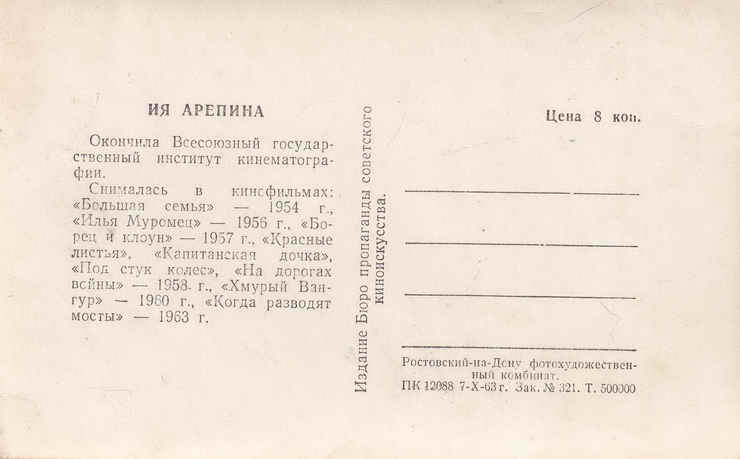 ИЯ АРЕПИНА
Окончила Всесоюзный государ-
ственный институт кинематогра-
фии.
Снималась в кинофильмах:
«Большая семья» — 1954 г.,
«Илья Муромец» — 1956 г., «Бо-
рец и клоун» — 1957 г., «Красные
листья», «Капитанская дочка»,
«Под стук колес», «На дорогах
войны» — 1958 г., «Хмурый Ван-
гур» — 1960 г., «Когда разводят
мосты» — 1963 г.
Издание Бюро пропаганды советского
киноискусства.
Цена 8 коп.
Ростовский-на-Дону фотохудожествен-
ный комбинат.
ПК 12088 7-X-63 г. Зак. № 321. Т. 500000